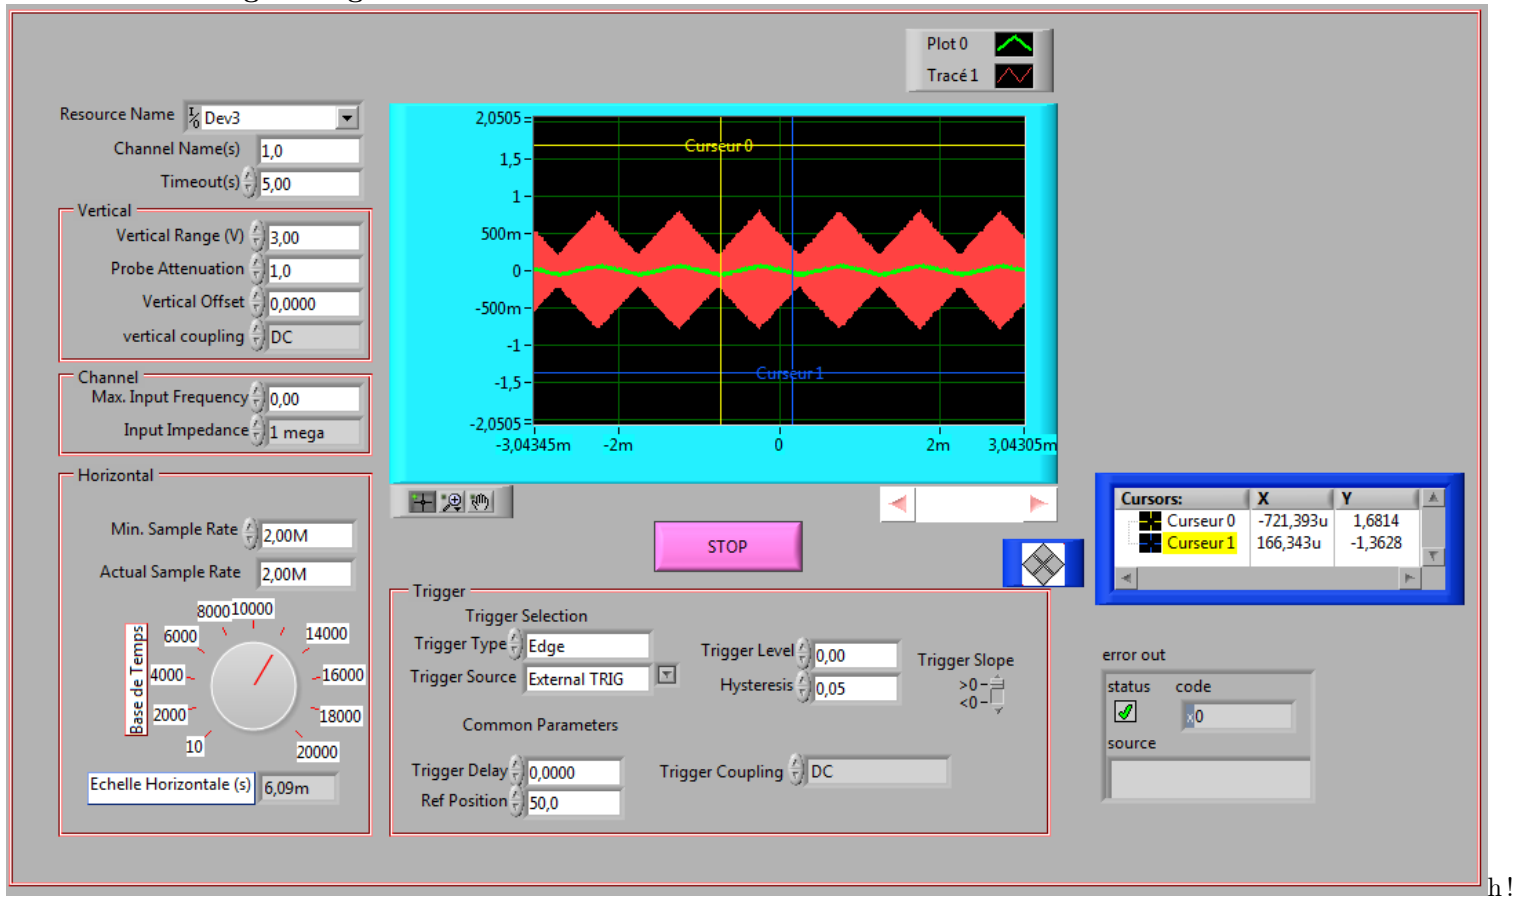 Plot 0
Tracé 1
Resource Name
Dev3
Channel Name(s)
1,0
Timeout(s)
5,00
Vertical
Vertical Range (V)
3,00
Probe Attenuation
1,0
Vertical Offset
0,0000
vertical coupling
DC
Channel
Max. Input Frequency
0,00
Input Impedance
1 mega
Horizontal
Min. Sample Rate
2,00M
Actual Sample Rate
2,00M
Base de Temps
10
2000
4000
6000
8000
10000
14000
16000
18000
20000
Echelle Horizontale (s)
6,09m
2,0505
1,5
1
500m
0
-500m
-1
-1,5
-2,0505
Curseur 0
Curseur 1
-3,04345m
-2m
0
2m
3,04305m
STOP
Trigger
Trigger Selection
Trigger Type
Edge
Trigger Source
External TRIG
Trigger Level
0,00
Hysteresis
0,05
Trigger Slope
>0
<0
Common Parameters
Trigger Delay
0,0000
Ref Position
50,0
Trigger Coupling
DC
Cursors: X Y
Curseur 0 -721,393u 1,6814
Curseur 1 166,343u -1,3628
error out
status code
x0
source
h!